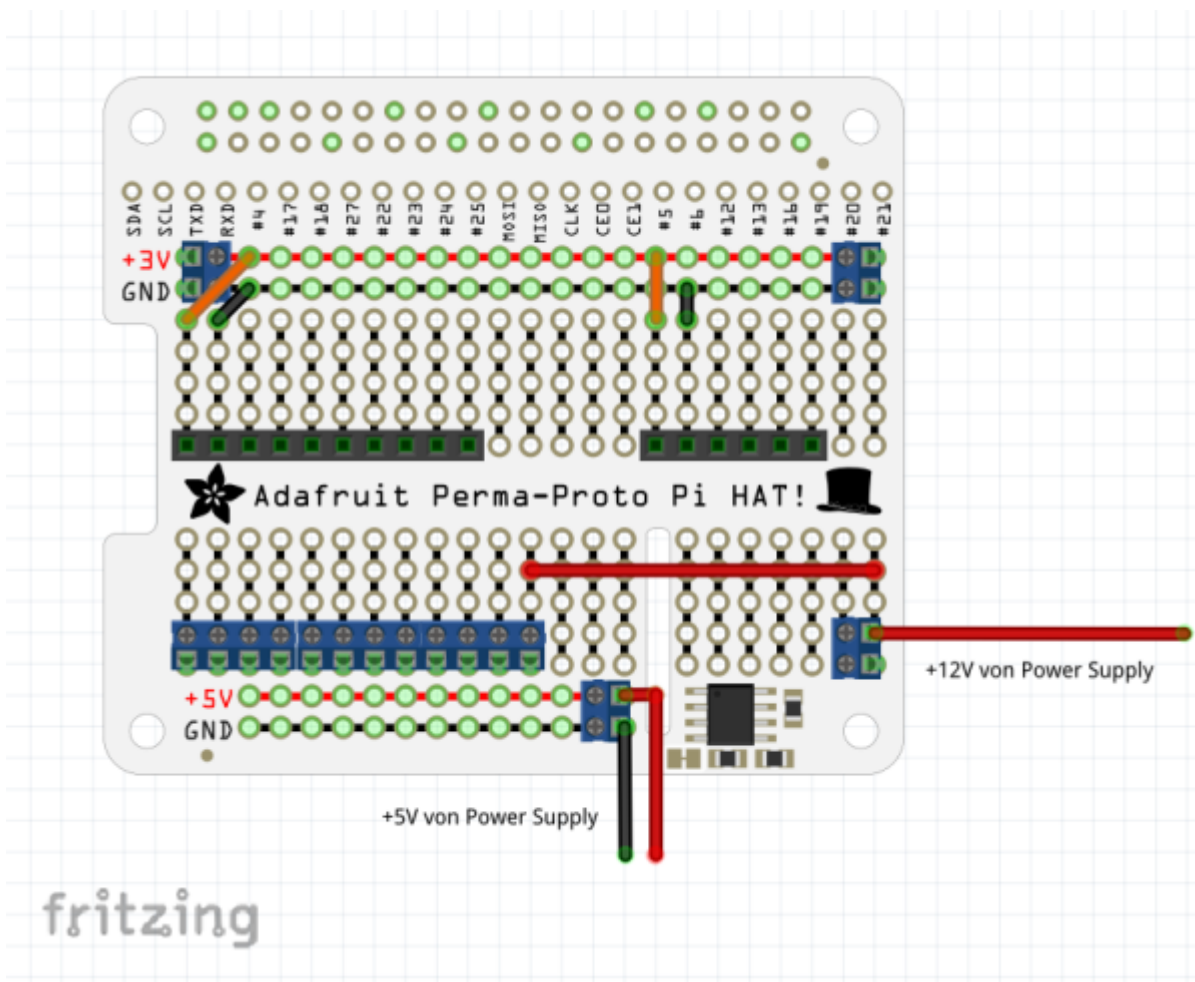 SDA SCL TXD RXD #4 #17 #18 #27 #22 #23 #24 #25 MOSI MISO CLK CE0 CE1 #5 #6 #12 #13 #16 #19 #20 #21
+3V
GND
Adafruit Perma-Proto Pi HAT!
+12V von Power Supply
+5V
GND
+5V von Power Supply
fritzing